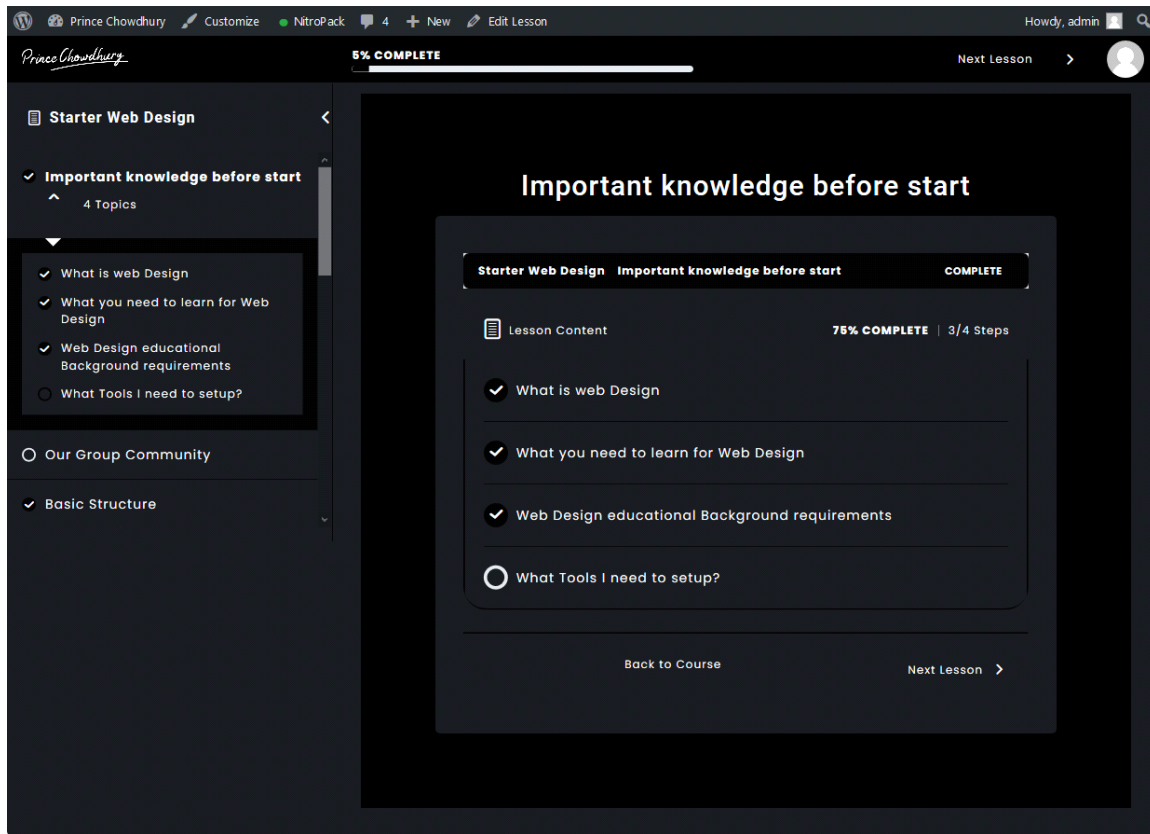 Prince Chowdhury Customize NitroPack 4 New Edit Lesson Howdy, admin
Prince Chowdhury 5% COMPLETE Next Lesson
Starter Web Design
Important knowledge before start
4 Topics
What is web Design
What you need to learn for Web
Design
Web Design educational
Background requirements
What Tools I need to setup?
Our Group Community
Basic Structure
Important knowledge before start
Starter Web Design Important knowledge before start COMPLETE
Lesson Content 75% COMPLETE | 3/4 Steps
What is web Design
What you need to learn for Web Design
Web Design educational Background requirements
What Tools I need to setup?
Back to Course Next Lesson